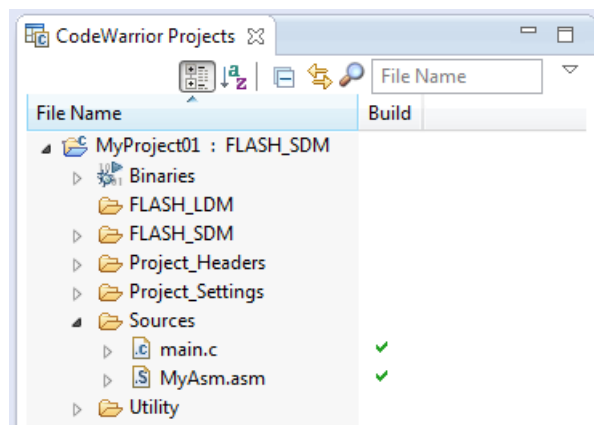 CodeWarrior Projects
File Name
File Name Build
MyProject01 : FLASH_SDM
Binaries
FLASH_LDM
FLASH_SDM
Project_Headers
Project_Settings
Sources
main.c
MyAsm.asm
Utility